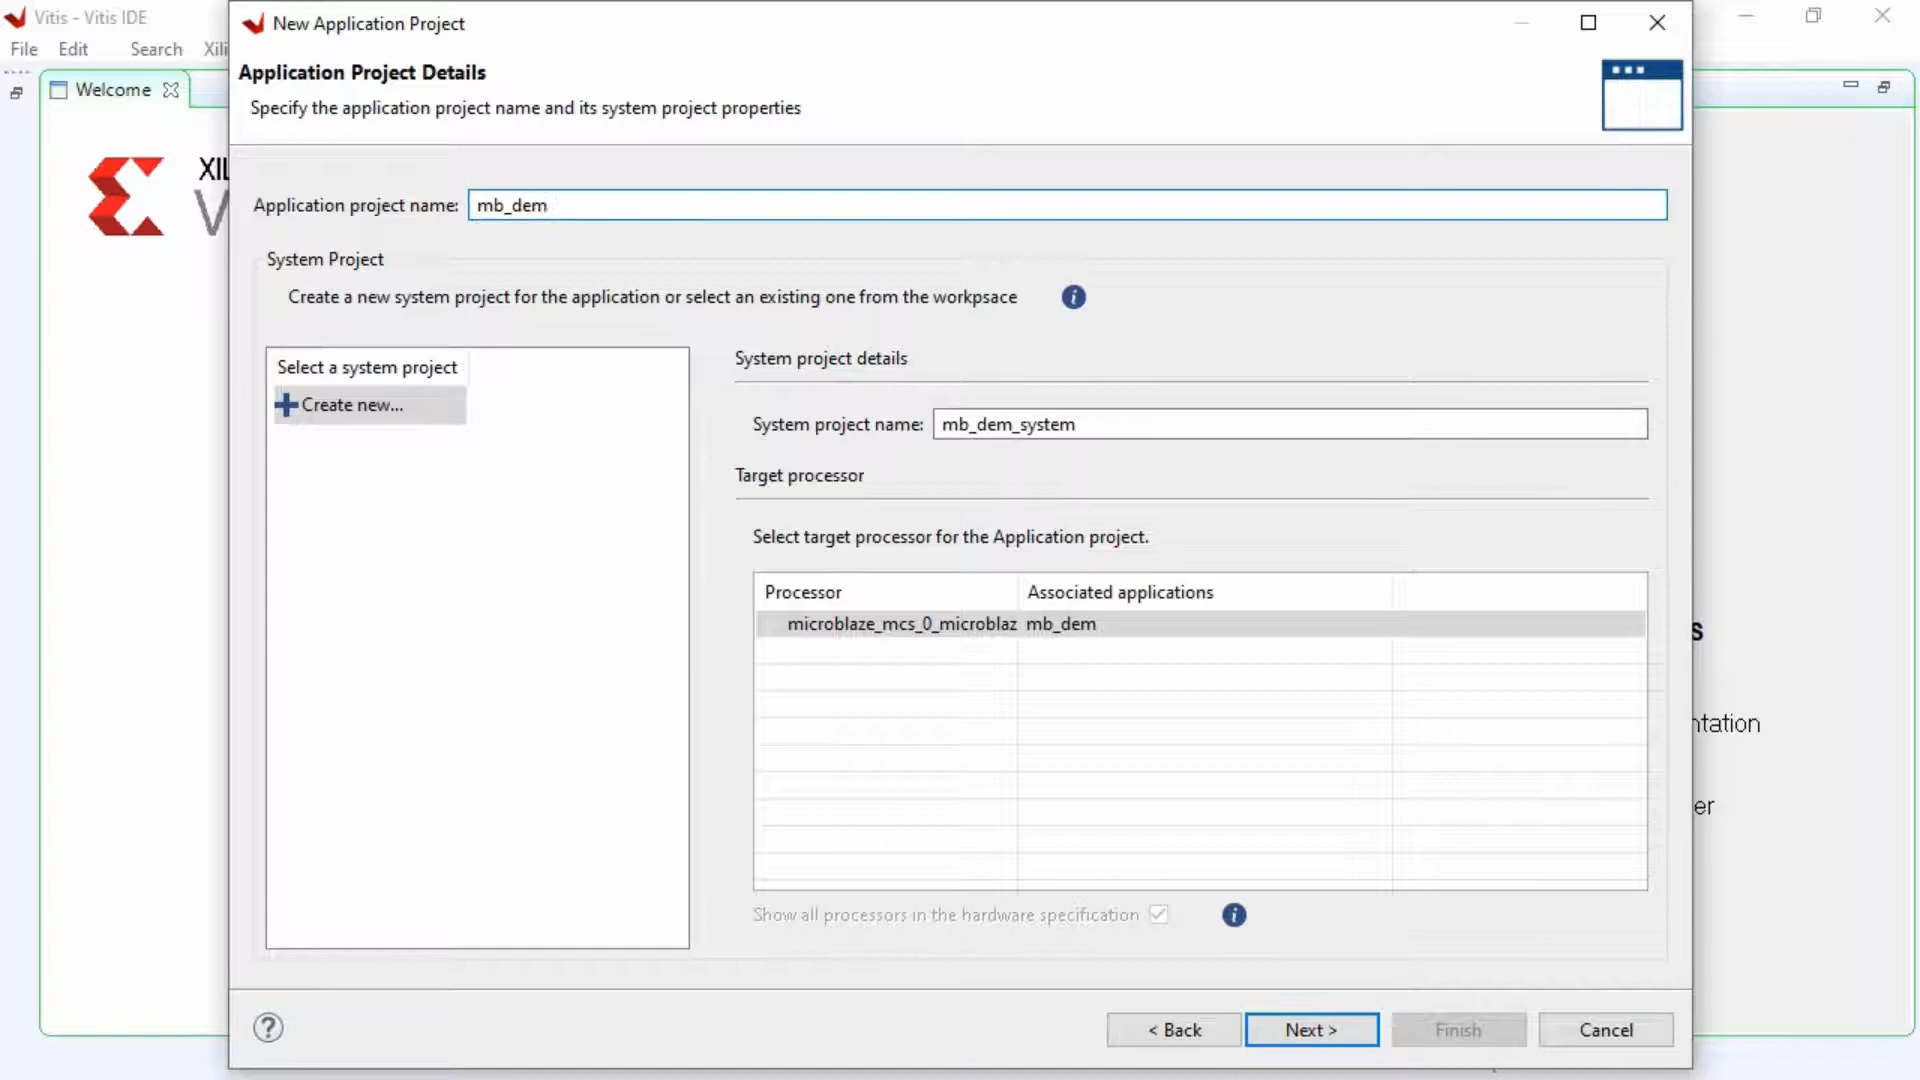 Vitis - Vitis IDE
New Application Project
File Edit Search Xili
Application Project Details
Welcome
Specify the application project name and its system project properties
XIL
V
Application project name: mb_dem
System Project
Create a new system project for the application or select an existing one from the workpsace
Select a system project
Create new...
System project details
System project name: mb_dem_system
Target processor
Select target processor for the Application project.
Processor Associated applications
microblaze_mcs_0_microblaz mb_dem
s
ntation
er
Show all processors in the hardware specification
< Back Next > Finish Cancel